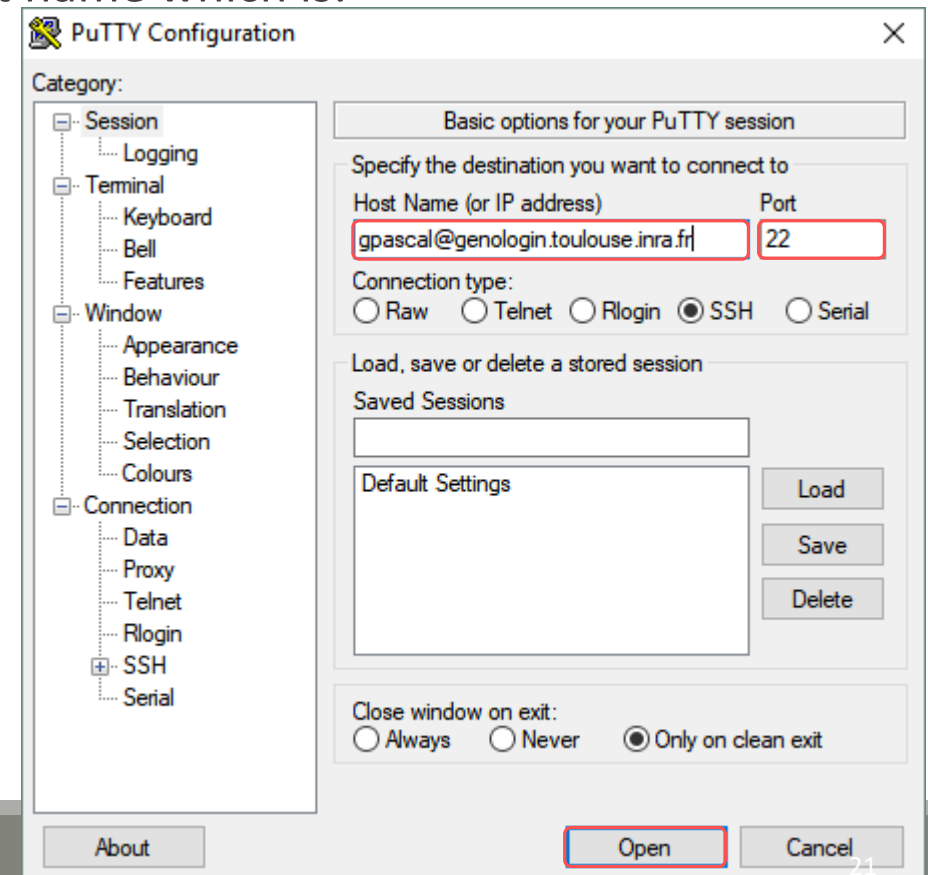 t name which is:
PuTTY Configuration
Category:
Session
Logging
Terminal
Keyboard
Bell
Features
Window
Appearance
Behaviour
Translation
Selection
Colours
Connection
Data
Proxy
Telnet
Rlogin
SSH
Serial
Basic options for your PuTTY session
Specify the destination you want to connect to
Host Name (or IP address) Port
gpascal@genologin.toulouse.inra.fr 22
Connection type:
Raw Telnet Rlogin SSH Serial
Load, save or delete a stored session
Saved Sessions
Default Settings
Load
Save
Delete
Close window on exit:
Always Never Only on clean exit
About Open Cancel
21